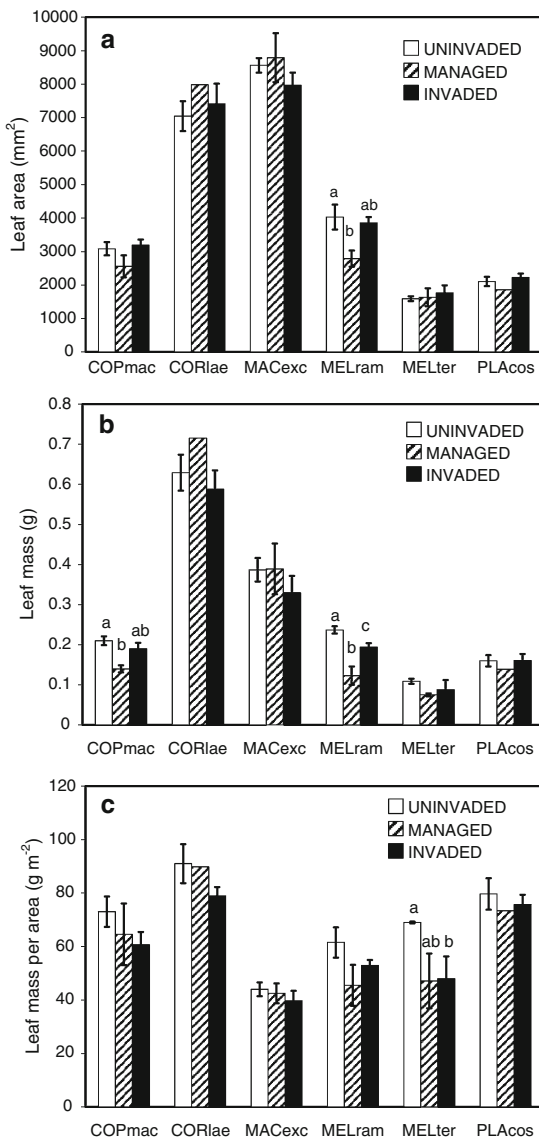 a
UNINVADED
MANAGED
INVADED
Leaf area (mm²)
10000
9000
8000
7000
6000
5000
4000
3000
2000
1000
0
a
b
ab
COPmac CORlae MACexc MELram MELter PLAcos
b
UNINVADED
MANAGED
INVADED
Leaf mass (g)
0.8
0.7
0.6
0.5
0.4
0.3
0.2
0.1
0
a b ab
a b c
COPmac CORlae MACexc MELram MELter PLAcos
c
UNINVADED
MANAGED
INVADED
Leaf mass per area (g m⁻²)
120
100
80
60
40
20
0
a
ab b
COPmac CORlae MACexc MELram MELter PLAcos